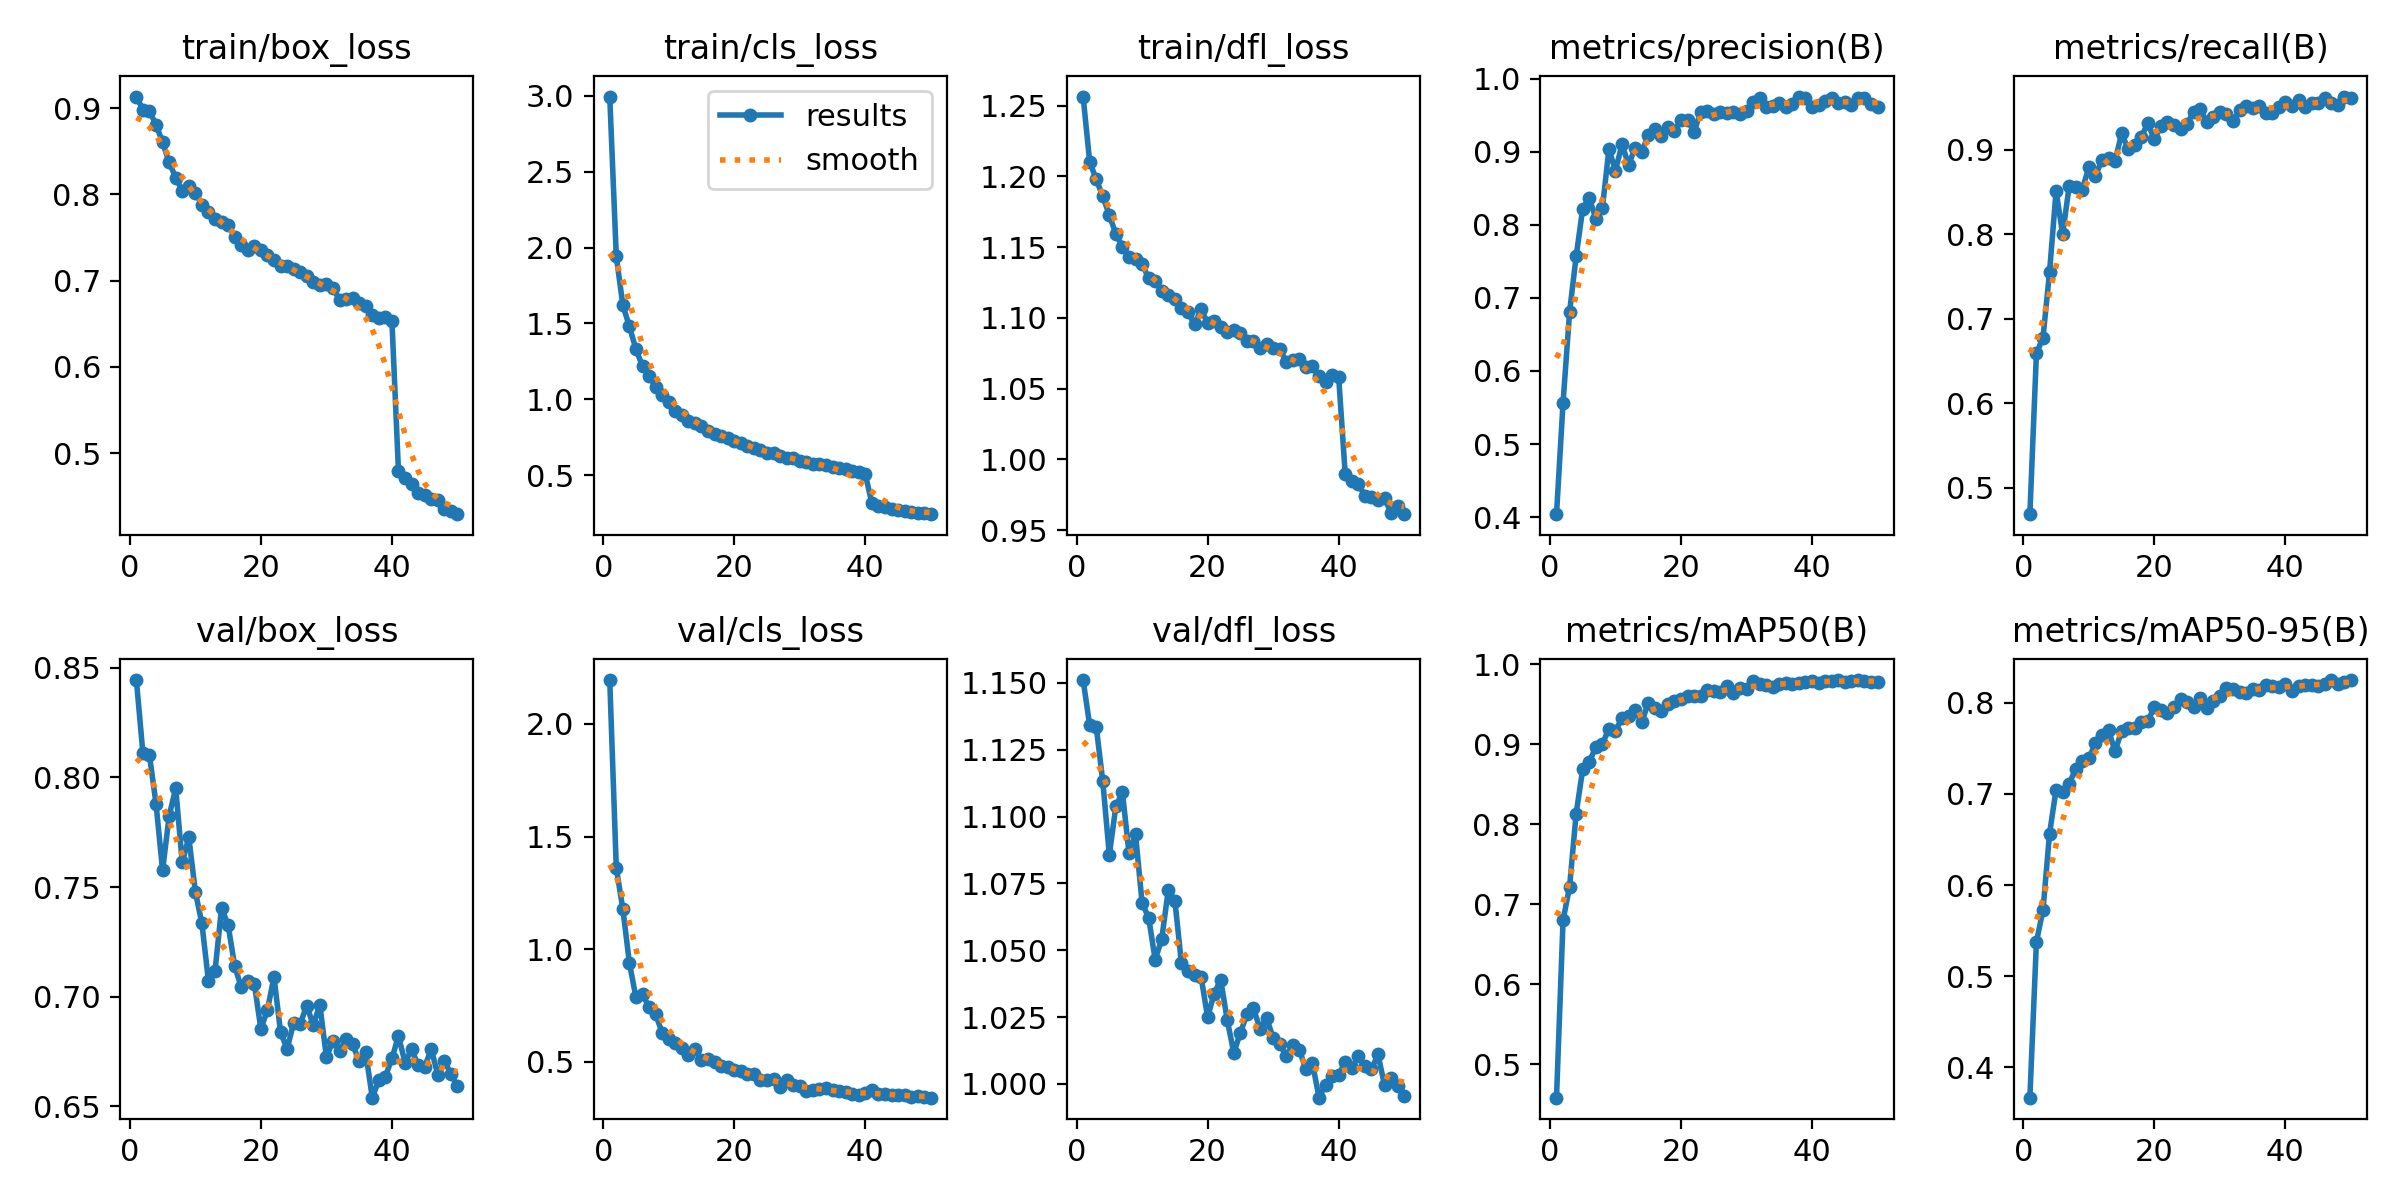 train/box_loss
train/cls_loss
train/dfl_loss
metrics/precision(B)
metrics/recall(B)
0.9
0.8
0.7
0.6
0.5
0 20 40
3.0
2.5
2.0
1.5
1.0
0.5
results
smooth
0 20 40
1.25
1.20
1.15
1.10
1.05
1.00
0.95
0 20 40
1.0
0.9
0.8
0.7
0.6
0.5
0.4
0 20 40
0.9
0.8
0.7
0.6
0.5
0 20 40
val/box_loss
val/cls_loss
val/dfl_loss
metrics/mAP50(B)
metrics/mAP50-95(B)
0.85
0.80
0.75
0.70
0.65
0 20 40
2.0
1.5
1.0
0.5
0 20 40
1.150
1.125
1.100
1.075
1.050
1.025
1.000
0 20 40
1.0
0.9
0.8
0.7
0.6
0.5
0 20 40
0.8
0.7
0.6
0.5
0.4
0 20 40